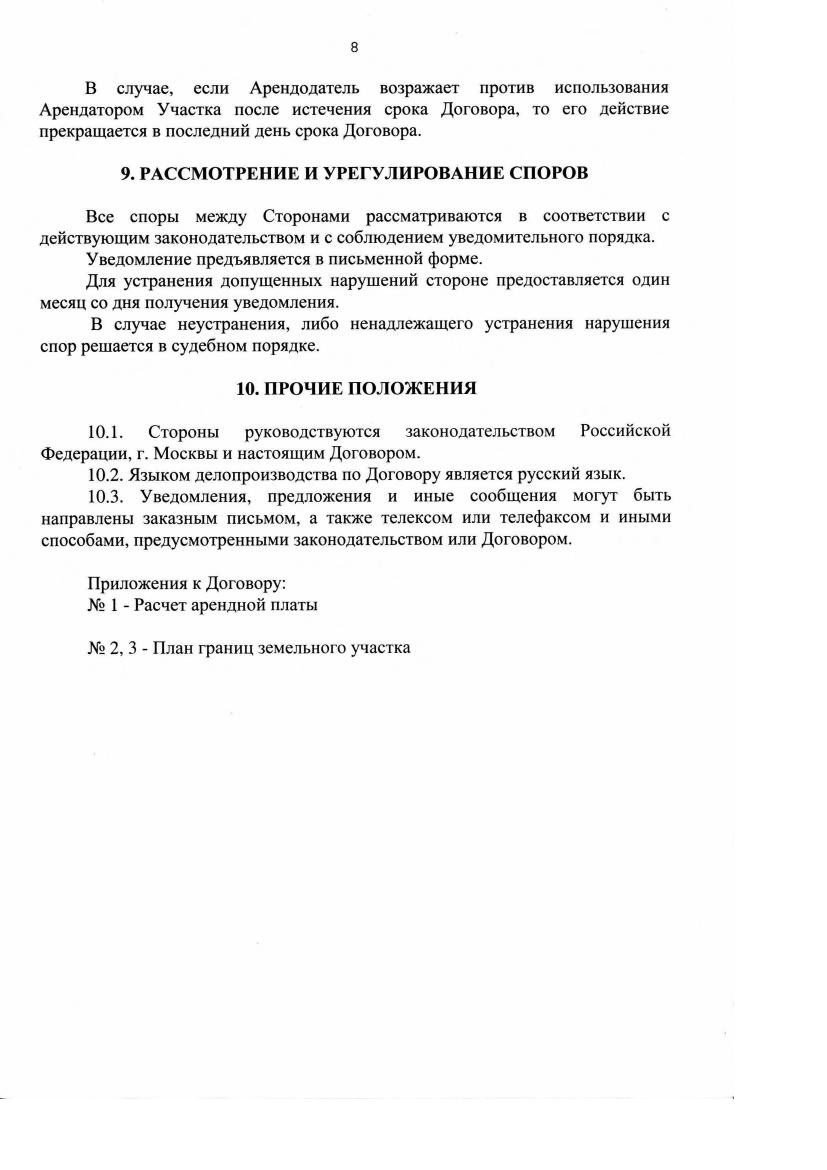 8
В случае, если Арендодатель возражает против использования
Арендатором Участка после истечения срока Договора, то его действие
прекращается в последний день срока Договора.
9. РАССМОТРЕНИЕ И УРЕГУЛИРОВАНИЕ СПОРОВ
Все споры между Сторонами рассматриваются в соответствии с
действующим законодательством и с соблюдением уведомительного порядка.
Уведомление предъявляется в письменной форме.
Для устранения допущенных нарушений стороне предоставляется один
месяц со дня получения уведомления.
В случае неустранения, либо ненадлежащего устранения нарушения
спор решается в судебном порядке.
10. ПРОЧИЕ ПОЛОЖЕНИЯ
10.1. Стороны руководствуются законодательством Российской
Федерации, г. Москвы и настоящим Договором.
10.2. Языком делопроизводства по Договору является русский язык.
10.3. Уведомления, предложения и иные сообщения могут быть
направлены заказным письмом, а также телексом или телефаксом и иными
способами, предусмотренными законодательством или Договором.
Приложения к Договору:
№ 1 - Расчет арендной платы
№ 2, 3 - План границ земельного участка